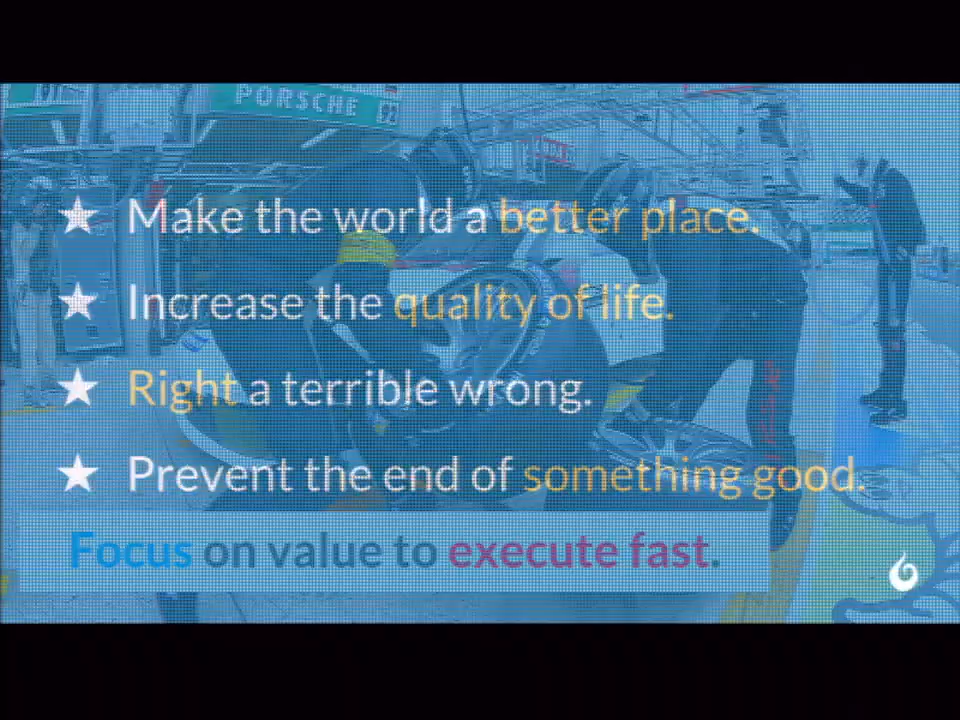 PORSCHE 92
Make the world a better place.
Increase the quality of life.
Right a terrible wrong.
Prevent the end of something good.
Focus on value to execute fast.